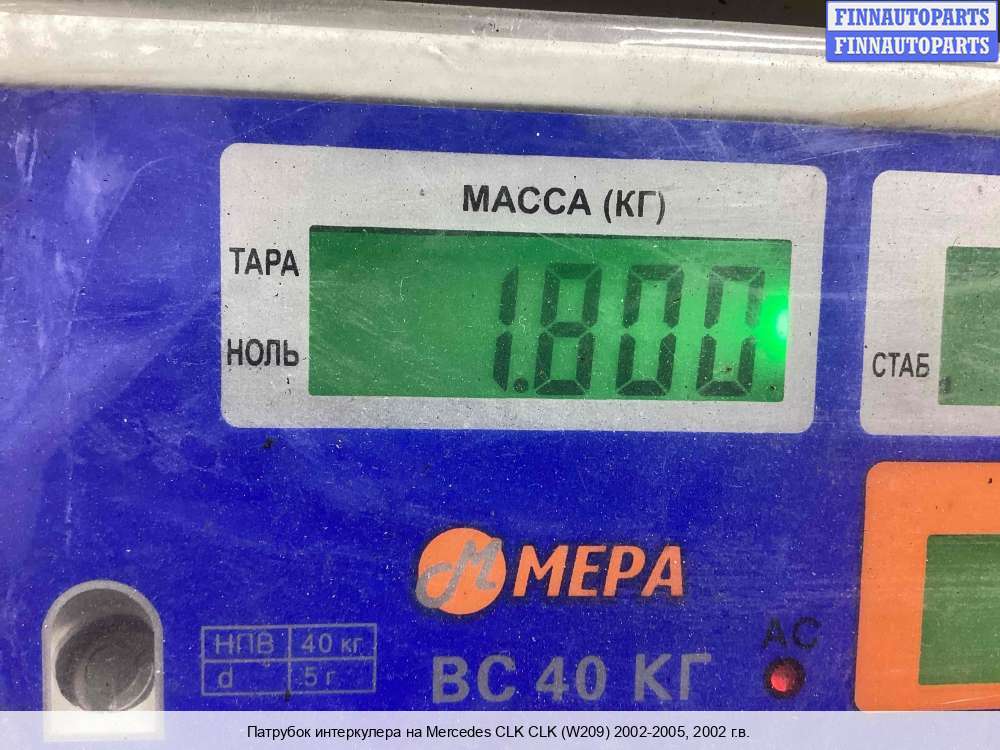 FINNAUTOPARTS
FINNAUTOPARTS
МАССА (КГ)
ТАРА
1.800
НОЛЬ
СТАБ
М МЕРА
НПВ 40 кг
d 5 г
ВС 40 КГ
АС
Патрубок интеркулера на Mercedes CLK CLK (W209) 2002-2005, 2002 г.в.